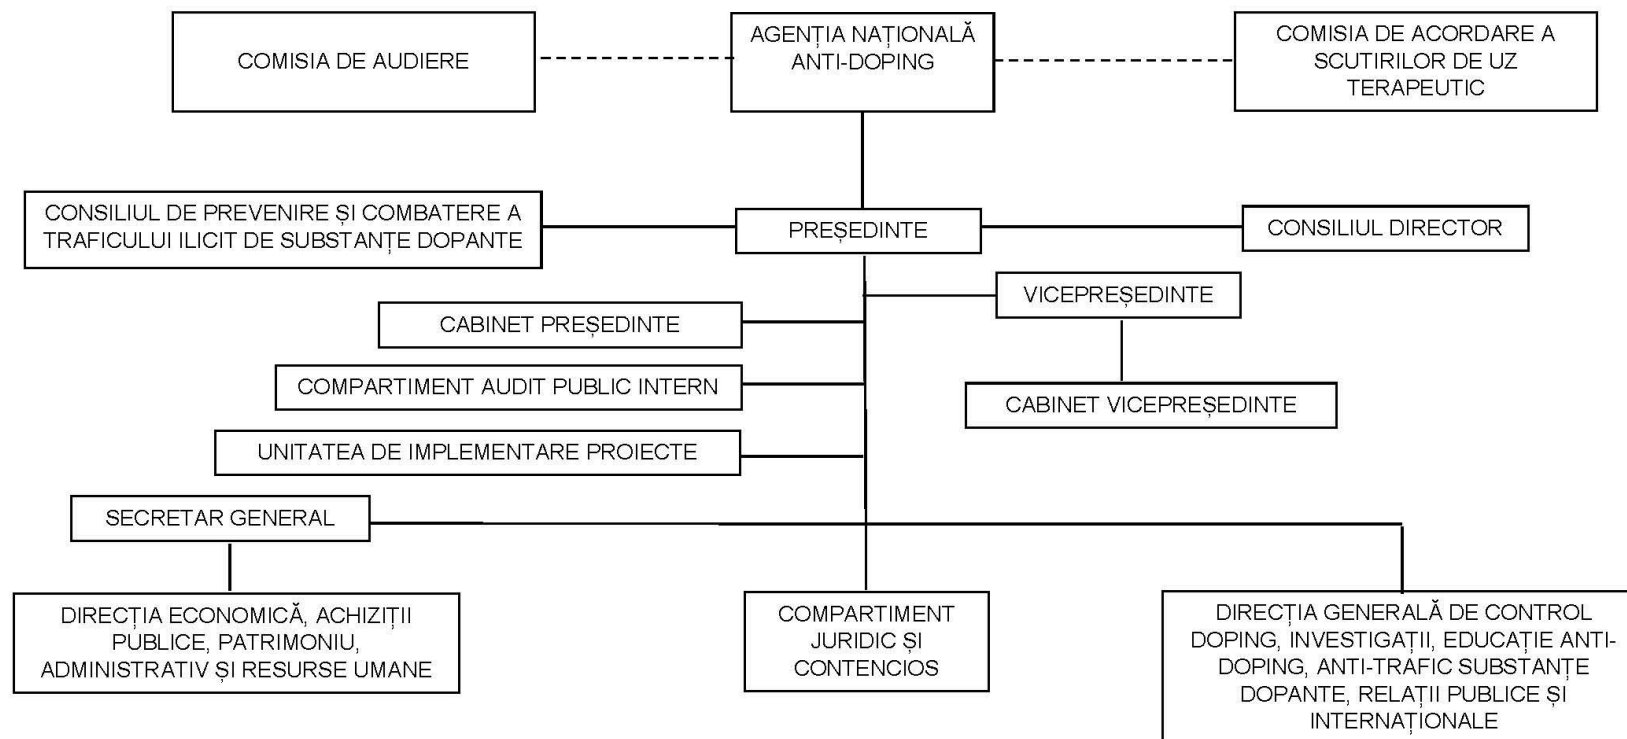 COMISIA DE AUDIERE
AGENȚIA NAȚIONALĂ
ANTI-DOPING
COMISIA DE ACORDARE A
SCUTIRILOR DE UZ
TERAPEUTIC
CONSILIUL DE PREVENIRE ȘI COMBATERE A
TRAFICULUI ILICIT DE SUBSTANȚE DOPANTE
PREȘEDINTE
CONSILIUL DIRECTOR
VICEPREȘEDINTE
CABINET PREȘEDINTE
COMPARTIMENT AUDIT PUBLIC INTERN
CABINET VICEPREȘEDINTE
UNITATEA DE IMPLEMENTARE PROIECTE
SECRETAR GENERAL
DIRECȚIA ECONOMICĂ, ACHIZIȚII
PUBLICE, PATRIMONIU,
ADMINISTRATIV ȘI RESURSE UMANE
COMPARTIMENT
JURIDIC ȘI
CONTENCIOS
DIRECȚIA GENERALĂ DE CONTROL
DOPING, INVESTIGAȚII, EDUCAȚIE ANTI-
DOPING, ANTI-TRAFIC SUBSTANȚE
DOPANTE, RELAȚII PUBLICE ȘI
INTERNAȚIONALE